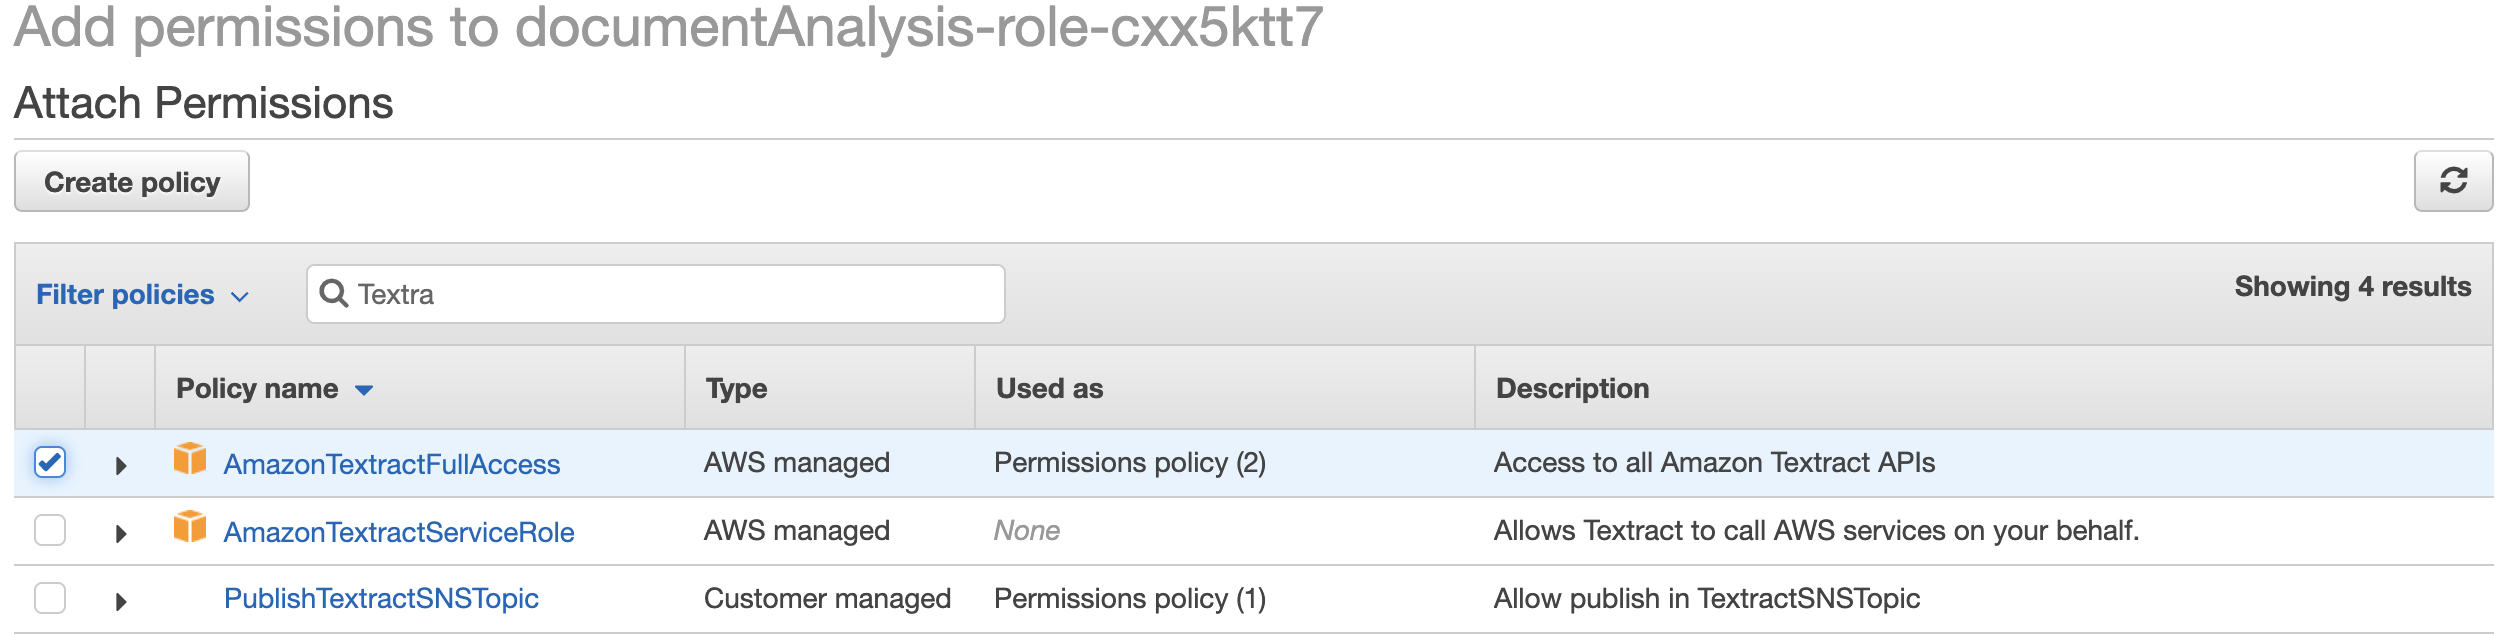 Add permissions to documentAnalysis-role-cxx5ktt7
Attach Permissions
Create policy
Filter policies Textra Showing 4 results
Policy name Type Used as Description
AmazonTextractFullAccess AWS managed Permissions policy (2) Access to all Amazon Textract APIs
AmazonTextractServiceRole AWS managed None Allows Textract to call AWS services on your behalf.
PublishTextractSNSTopic Customer managed Permissions policy (1) Allow publish in TextractSNSTopic